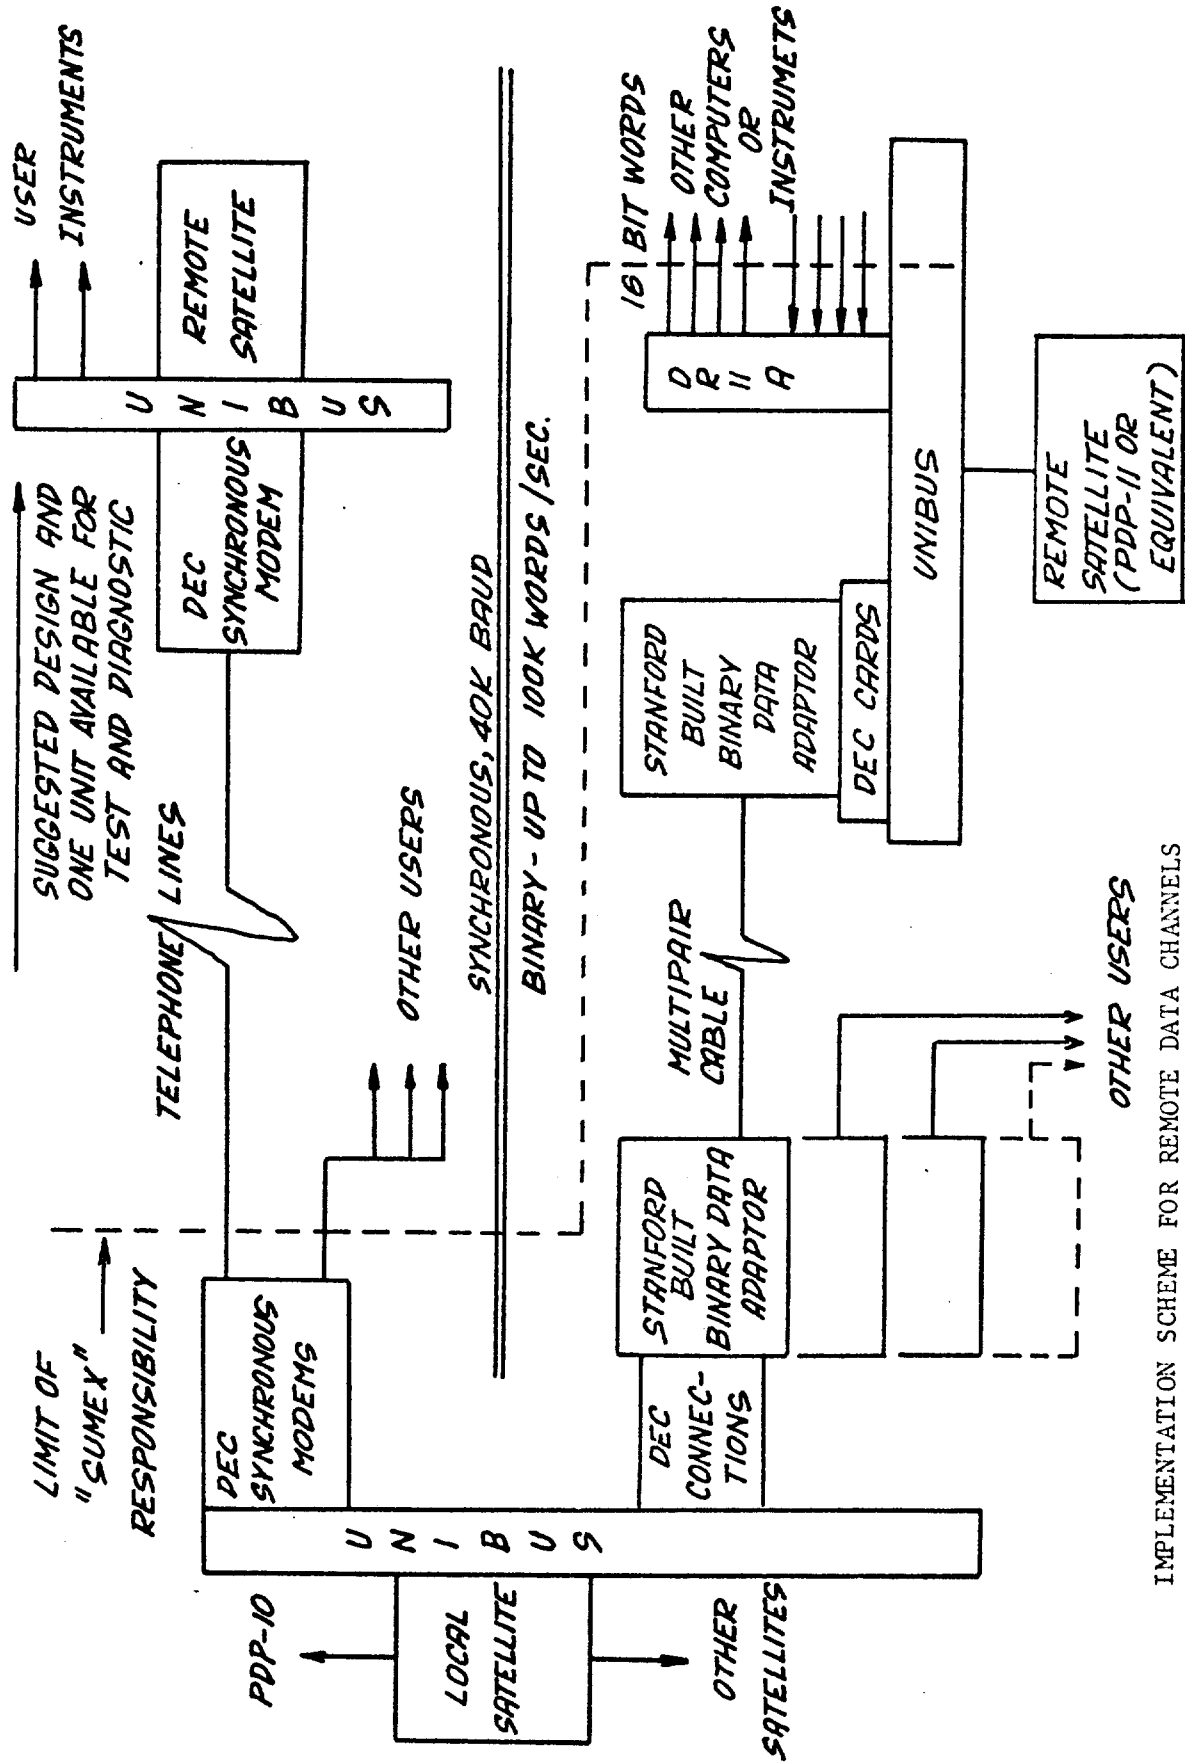 LIMIT OF
"SUMEX"
RESPONSIBILITY
SUGGESTED DESIGN AND
ONE UNIT AVAILABLE FOR
TEST AND DIAGNOSTIC
USER
INSTRUMENTS
TELEPHONE LINES
DEC
SYNCHRONOUS
MODEMS
DEC
SYNCHRONOUS
MODEM
UNIBUS
REMOTE
SATELLITE
OTHER USERS
SYNCHRONOUS, 40K BAUD
BINARY - UP TO 100K WORDS/SEC.
PDP-10
LOCAL
SATELLITE
OTHER
SATELLITES
UNIBUS
DEC
CONNEC-
TIONS
STANFORD
BUILT
BINARY DATA
ADAPTOR
MULTIPAIR
CABLE
STANFORD
BUILT
BINARY
DATA
ADAPTOR
DEC CARDS
DR11A
16 BIT WORDS
OTHER
COMPUTERS
OR
INSTRUMETS
UNIBUS
REMOTE
SATELLITE
(PDP-11 OR
EQUIVALENT)
OTHER USERS
IMPLEMENTATION SCHEME FOR REMOTE DATA CHANNELS